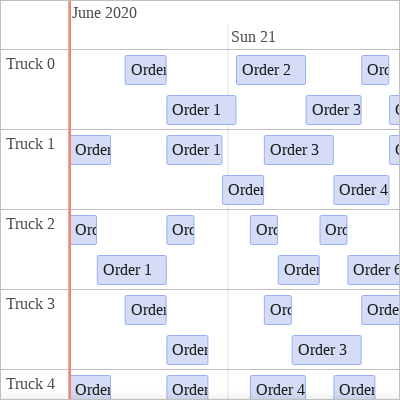 June 2020
Sun 21
Truck 0
Order
Order 2
Orc
Order 1
Order 3
Truck 1
Order
Order 1
Order 3
Order
Order 4
Truck 2
Orc
Orc
Orc
Orc
Order 1
Order
Order 6
Truck 3
Order
Orc
Orde
Order
Order 3
Truck 4
Order
Order
Order 4
Order